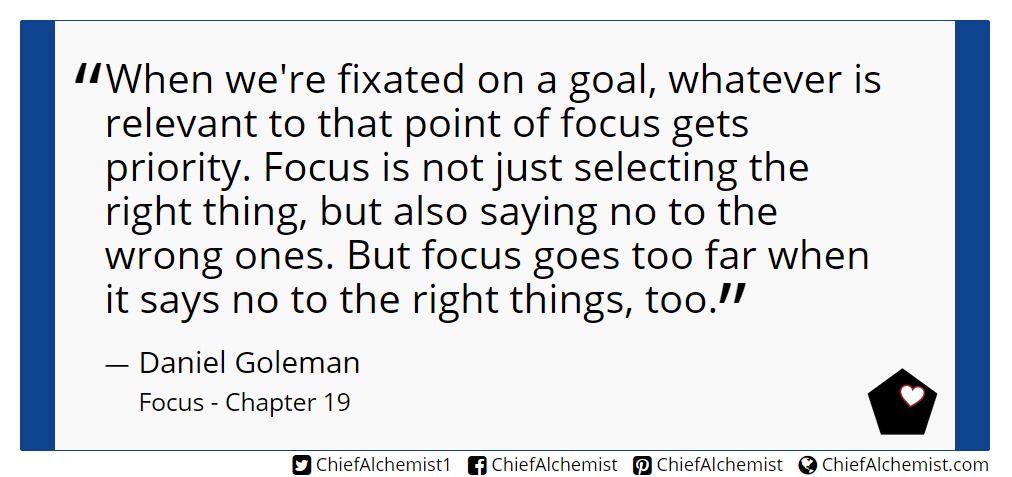 “When we're fixated on a goal, whatever is
relevant to that point of focus gets
priority. Focus is not just selecting the
right thing, but also saying no to the
wrong ones. But focus goes too far when
it says no to the right things, too.”
— Daniel Goleman
Focus - Chapter 19
ChiefAlchemist1 ChiefAlchemist ChiefAlchemist ChiefAlchemist.com